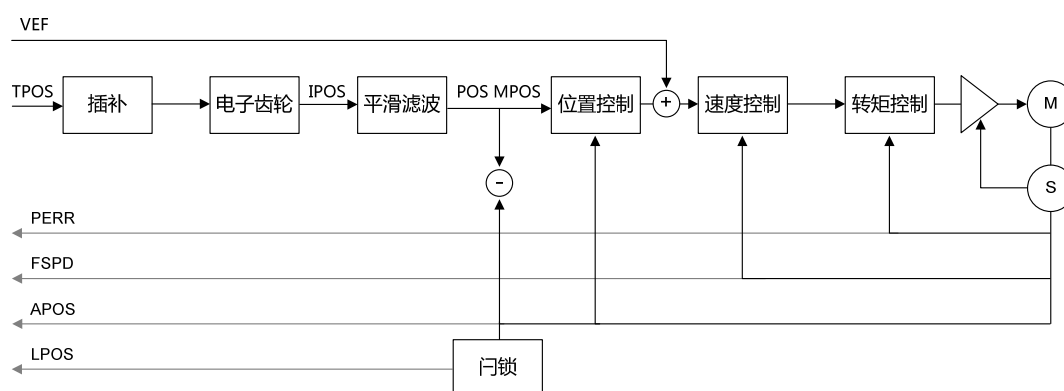 VEF
TPOS
插补
电子齿轮
IPOS
平滑滤波
POS MPOS
位置控制
+
速度控制
转矩控制
M
-
S
PERR
FSPD
APOS
LPOS
闩锁